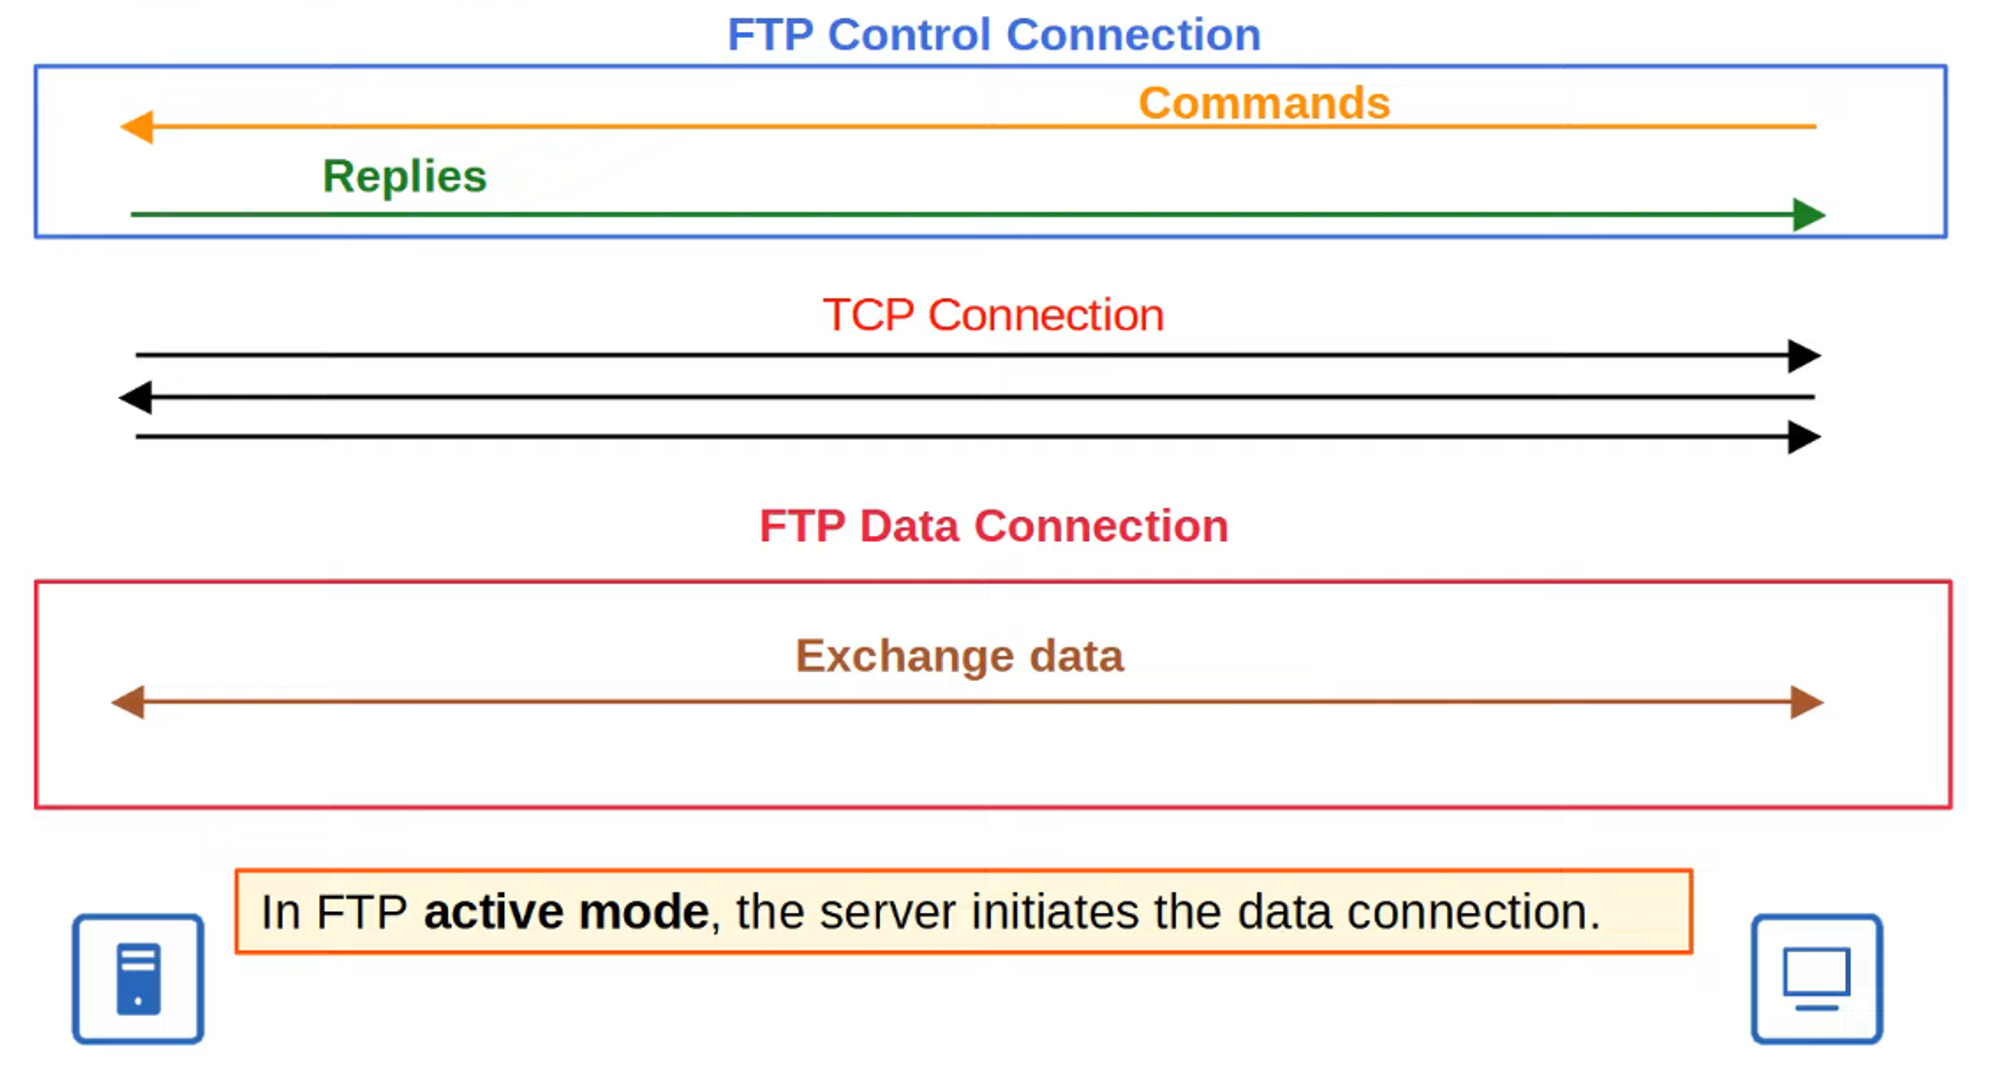 FTP Control Connection
Commands
Replies
TCP Connection
FTP Data Connection
Exchange data
In FTP active mode, the server initiates the data connection.